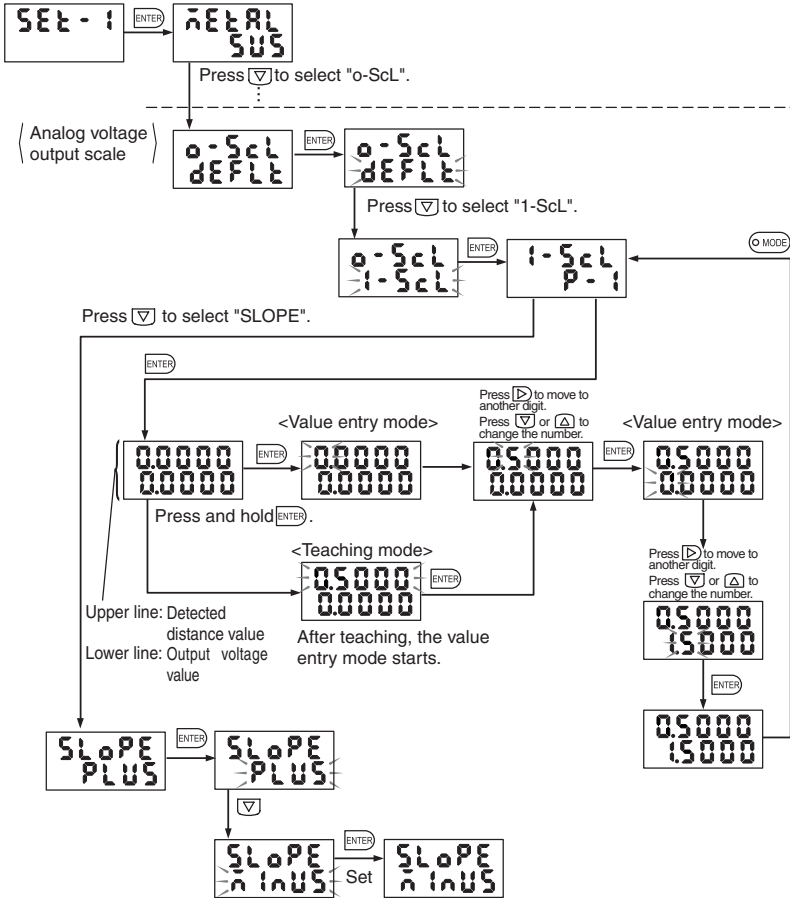 SEt - 1
ENTER
METAL
SUS
Press ▽ to select "o-ScL".
Analog voltage
output scale
o - ScL
dEFLt
ENTER
o - ScL
dEFLt
Press ▽ to select "1-ScL".
o - ScL
1 - ScL
ENTER
1 - ScL
P - 1
MODE
Press ▽ to select "SLOPE".
ENTER
Press ▷ to move to
another digit.
Press ▽ or △ to
change the number.
<Value entry mode>
<Value entry mode>
0.0000
0.0000
ENTER
0.0000
0.0000
0.5000
0.0000
ENTER
0.5000
0.0000
Press and hold ENTER.
<Teaching mode>
0.5000
0.0000
ENTER
Press ▷ to move to
another digit.
Press ▽ or △ to
change the number.
Upper line: Detected
distance value
Lower line: Output voltage
value
After teaching, the value
entry mode starts.
0.5000
1.5000
ENTER
0.5000
1.5000
SLoPE
PLUS
ENTER
SLoPE
PLUS
▽
SLoPE
MinUS
ENTER
Set
SLoPE
MinUS